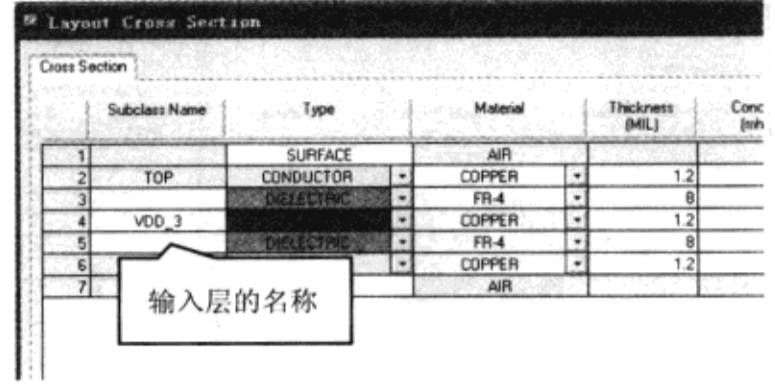 Layout Cross Section
Cross Section
Subclass Name Type Material Thickness (MIL)
1 SURFACE AIR
2 TOP CONDUCTOR COPPER 1.2
3 DIELECTRIC FR-4 8
4 VDD_3 COPPER 1.2
5 DIELECTRIC FR-4 8
6 COPPER 1.2
7 AIR
输入层的名称